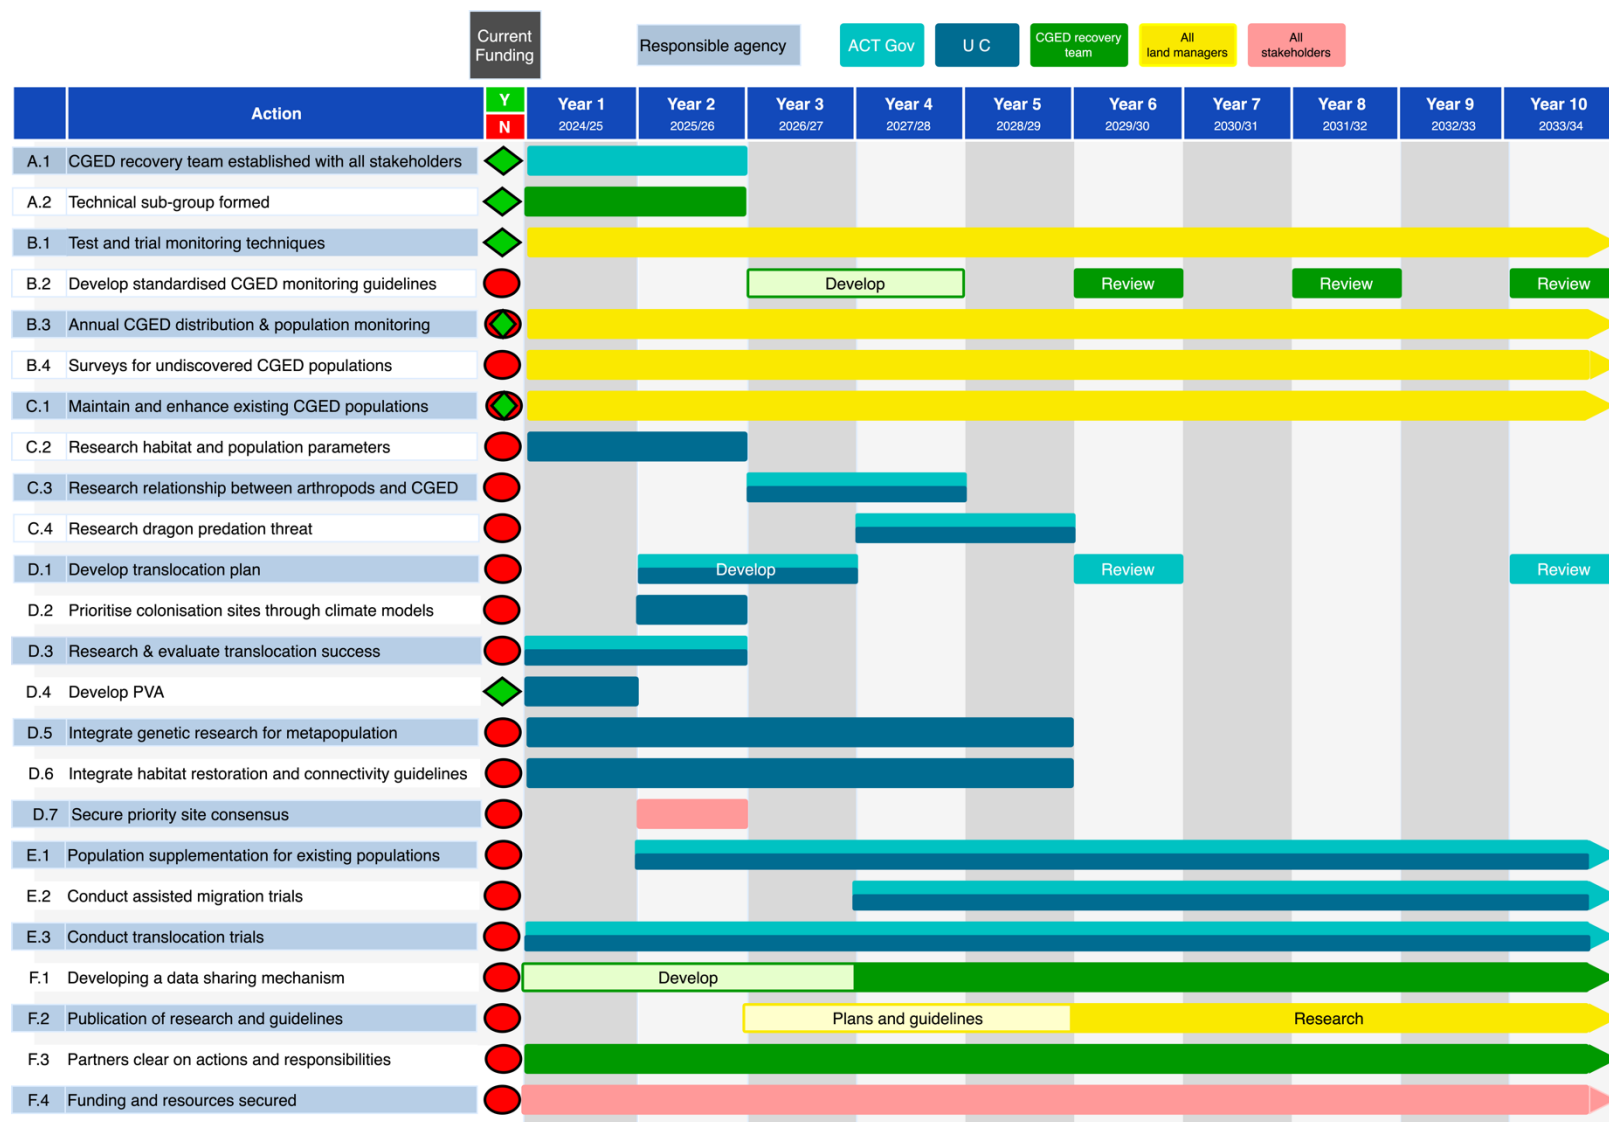 Current
Funding
Responsible agency
ACT Gov
U C
CGED recovery
team
All
land managers
All
stakeholders
Action
Y
N
Year 1
2024/25
Year 2
2025/26
Year 3
2026/27
Year 4
2027/28
Year 5
2028/29
Year 6
2029/30
Year 7
2030/31
Year 8
2031/32
Year 9
2032/33
Year 10
2033/34
A.1 CGED recovery team established with all stakeholders
A.2 Technical sub-group formed
B.1 Test and trial monitoring techniques
B.2 Develop standardised CGED monitoring guidelines Develop Review Review Review
B.3 Annual CGED distribution & population monitoring
B.4 Surveys for undiscovered CGED populations
C.1 Maintain and enhance existing CGED populations
C.2 Research habitat and population parameters
C.3 Research relationship between arthropods and CGED
C.4 Research dragon predation threat
D.1 Develop translocation plan Develop Review Review
D.2 Prioritise colonisation sites through climate models
D.3 Research & evaluate translocation success
D.4 Develop PVA
D.5 Integrate genetic research for metapopulation
D.6 Integrate habitat restoration and connectivity guidelines
D.7 Secure priority site consensus
E.1 Population supplementation for existing populations
E.2 Conduct assisted migration trials
E.3 Conduct translocation trials
F.1 Developing a data sharing mechanism Develop
F.2 Publication of research and guidelines Plans and guidelines Research
F.3 Partners clear on actions and responsibilities
F.4 Funding and resources secured